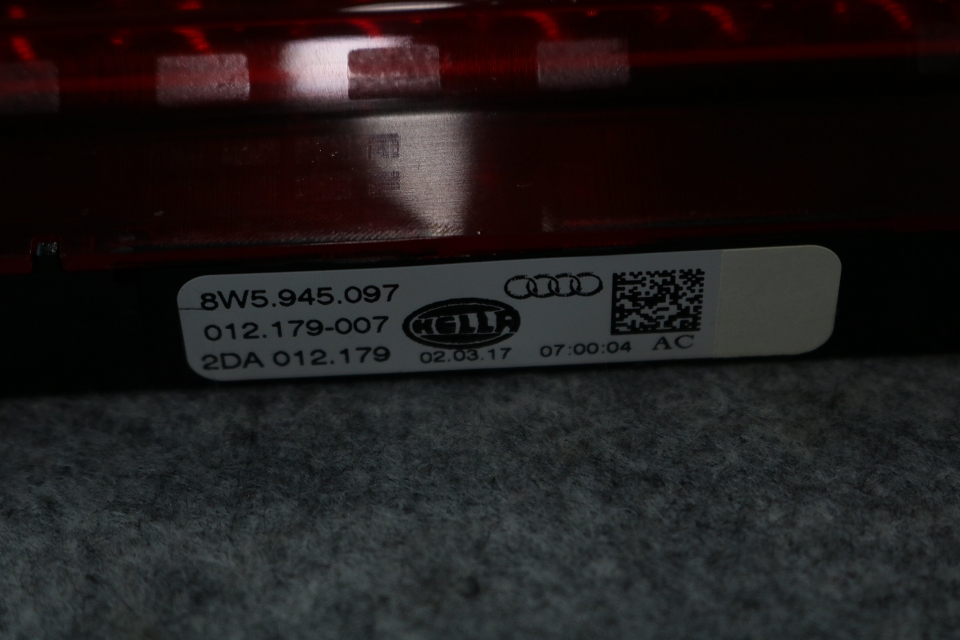 8W5.945.097
012.179-007
2DA 012.179
HELLA
02.03.17 07:00:04 AC